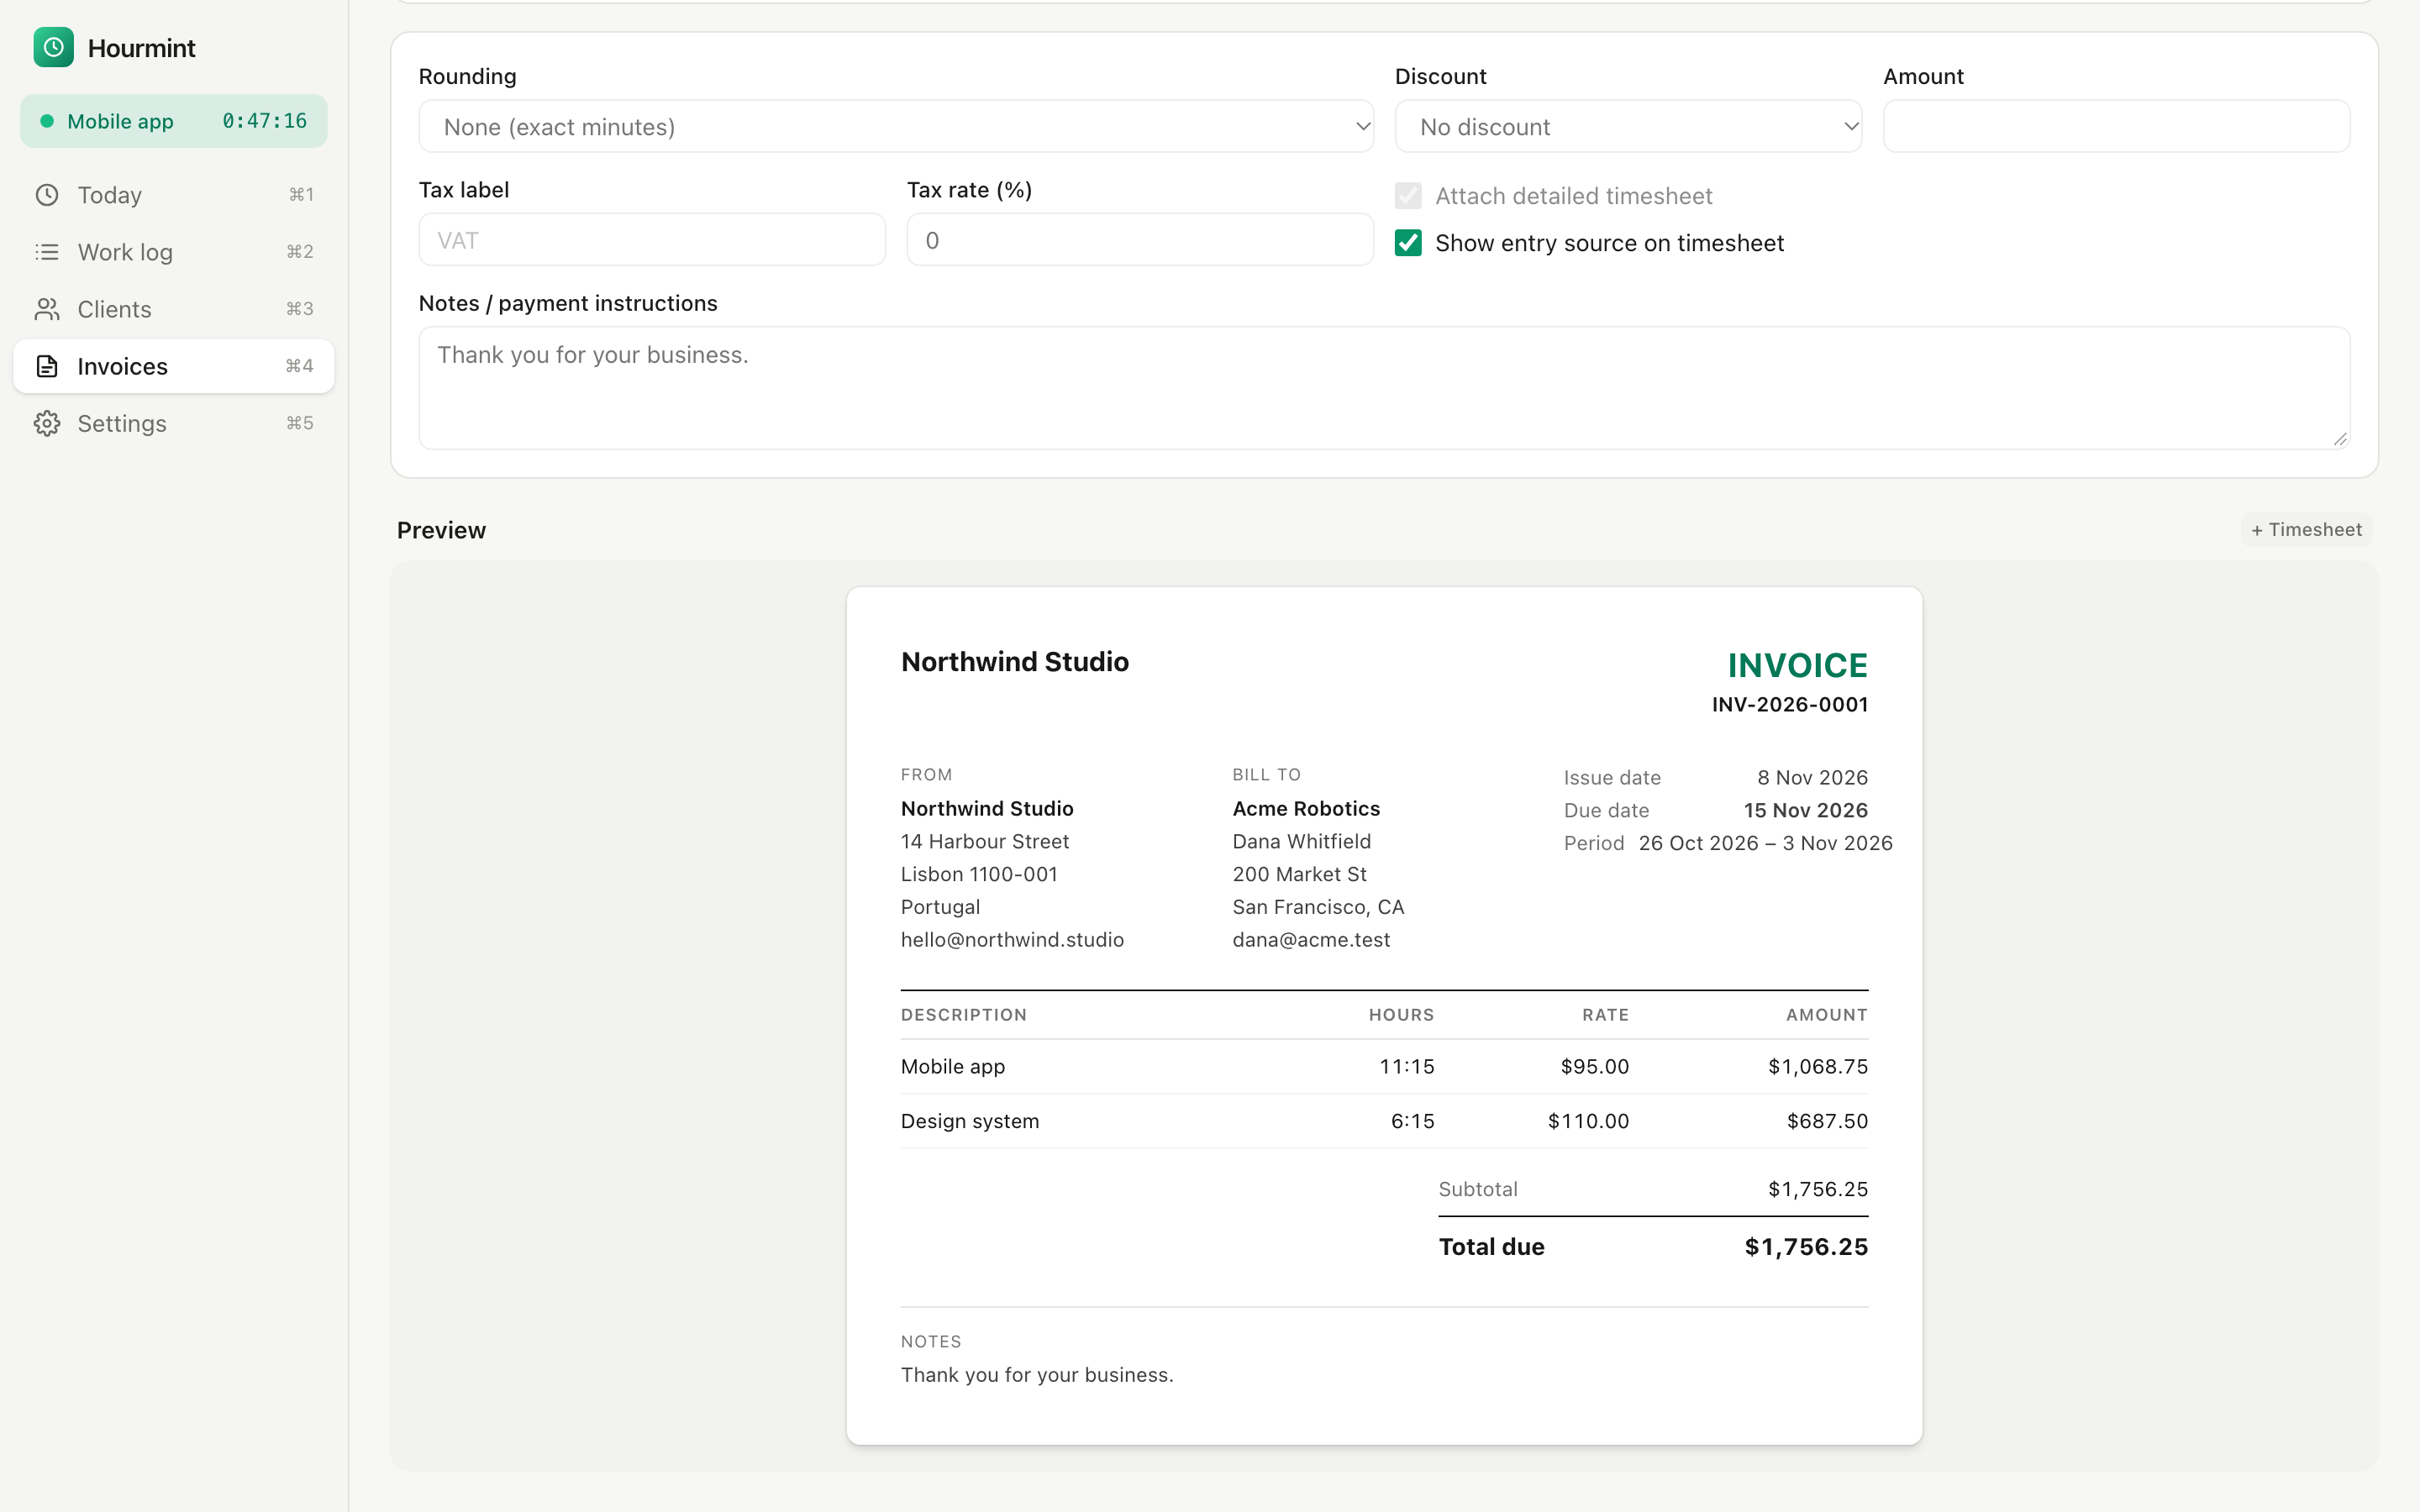 Hourmint
Mobile app 0:47:16
Today ⌘1
Work log ⌘2
Clients ⌘3
Invoices ⌘4
Settings ⌘5
Rounding Discount Amount
None (exact minutes) No discount
Tax label Tax rate (%) Attach detailed timesheet
VAT 0 Show entry source on timesheet
Notes / payment instructions
Thank you for your business.
Preview + Timesheet
Northwind Studio INVOICE
INV-2026-0001
FROM
Northwind Studio
14 Harbour Street
Lisbon 1100-001
Portugal
hello@northwind.studio
BILL TO
Acme Robotics
Dana Whitfield
200 Market St
San Francisco, CA
dana@acme.test
Issue date 8 Nov 2026
Due date 15 Nov 2026
Period 26 Oct 2026 – 3 Nov 2026
DESCRIPTION HOURS RATE AMOUNT
Mobile app 11:15 $95.00 $1,068.75
Design system 6:15 $110.00 $687.50
Subtotal $1,756.25
Total due $1,756.25
NOTES
Thank you for your business.